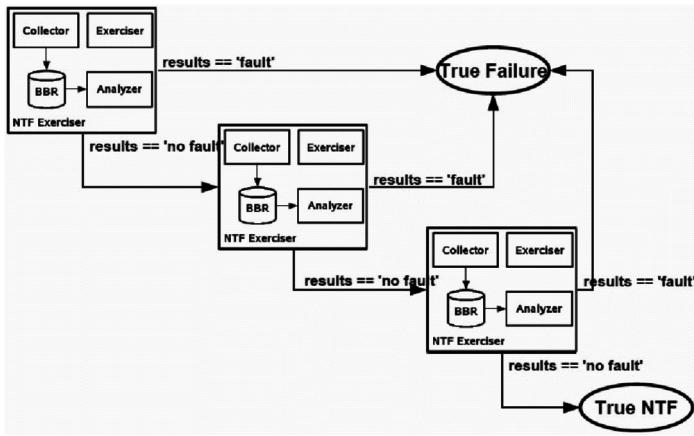 Collector Exerciser
BBR Analyzer
NTF Exerciser
results == 'fault'
True Failure
results == 'no fault'
Collector Exerciser
BBR Analyzer
NTF Exerciser
results == 'fault'
results == 'no fault'
Collector Exerciser
BBR Analyzer
NTF Exerciser
results == 'fault'
results == 'no fault'
True NTF